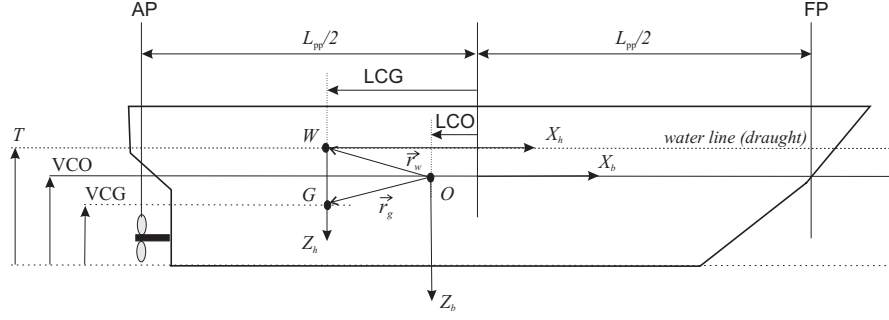 AP
FP
L_pp/2
L_pp/2
LCG
LCO
T
W
X_h
water line (draught)
VCO
r_w
X_b
VCG
G
O
r_g
Z_h
Z_b